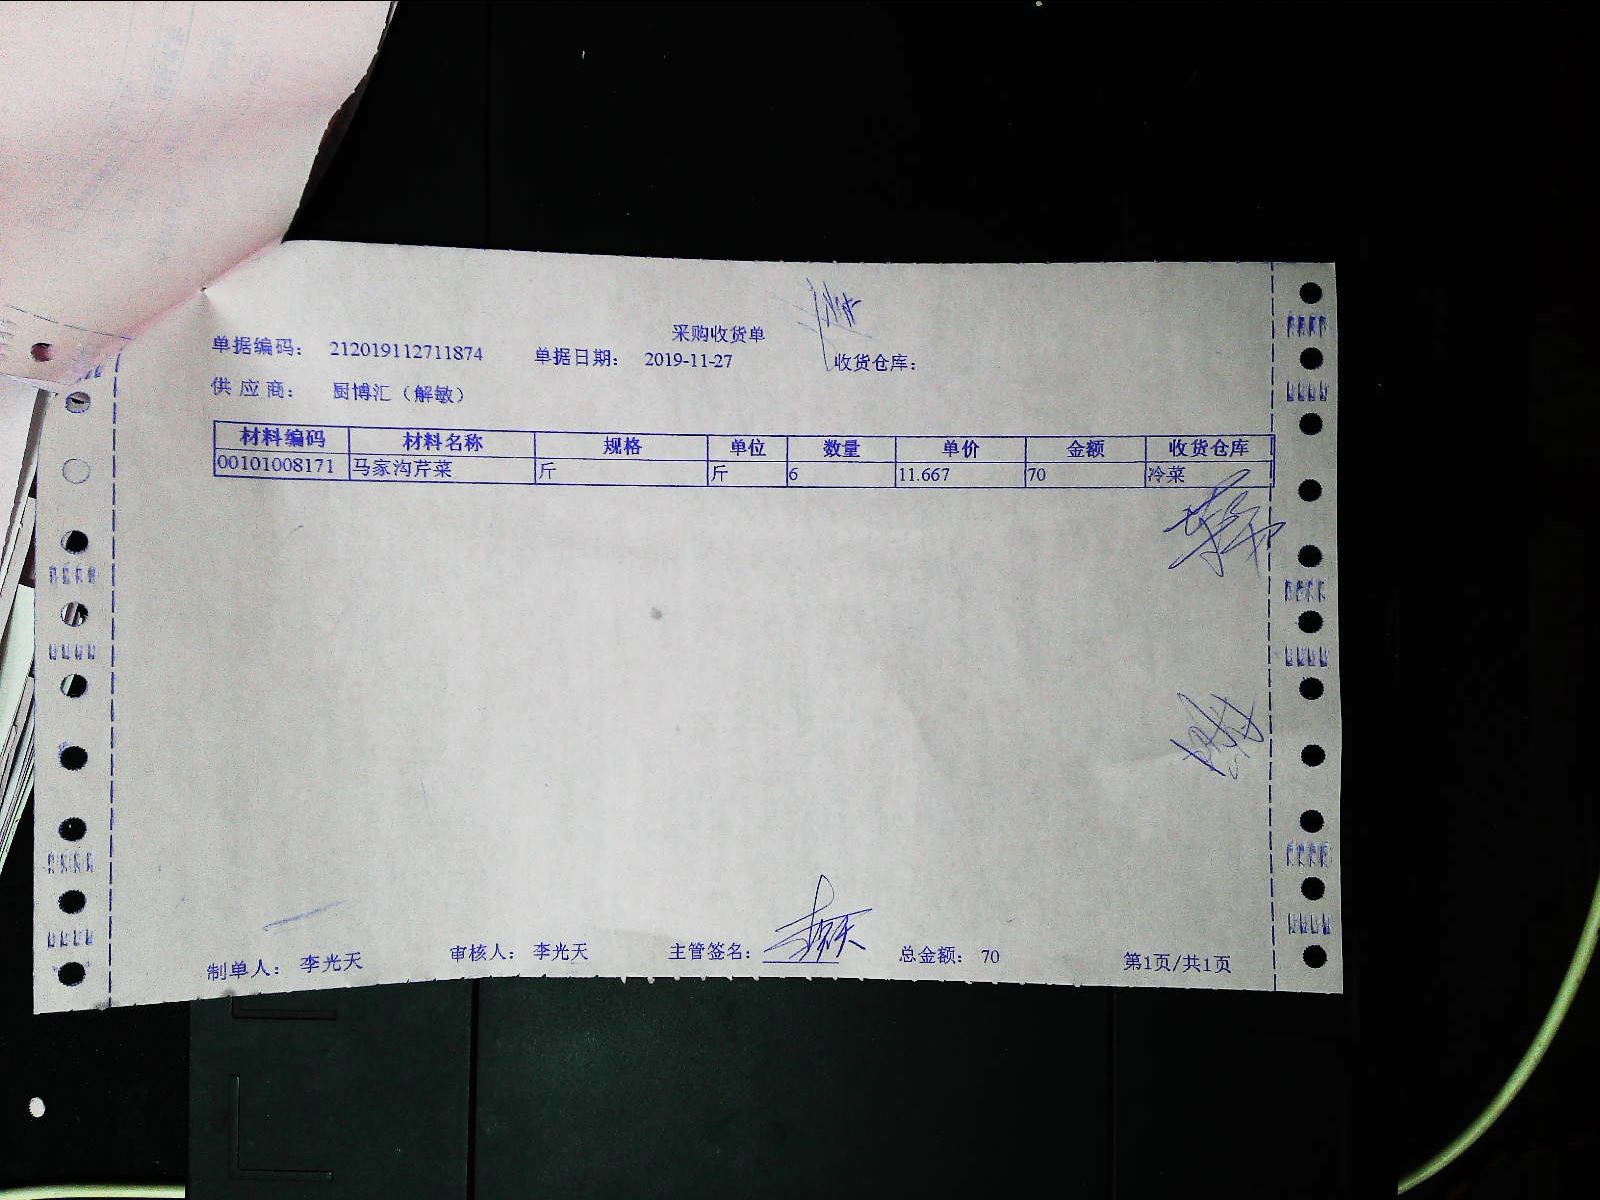 采购收货单
单据编码： 212019112711874 单据日期： 2019-11-27 收货仓库：
供 应 商： 厨博汇（解敏）
材料编码 材料名称 规格 单位 数量 单价 金额 收货仓库
00101008171 马家沟芹菜 斤 斤 6 11.667 70 冷菜
制单人： 李光天 审核人： 李光天 主管签名： 总金额： 70 第1页/共1页